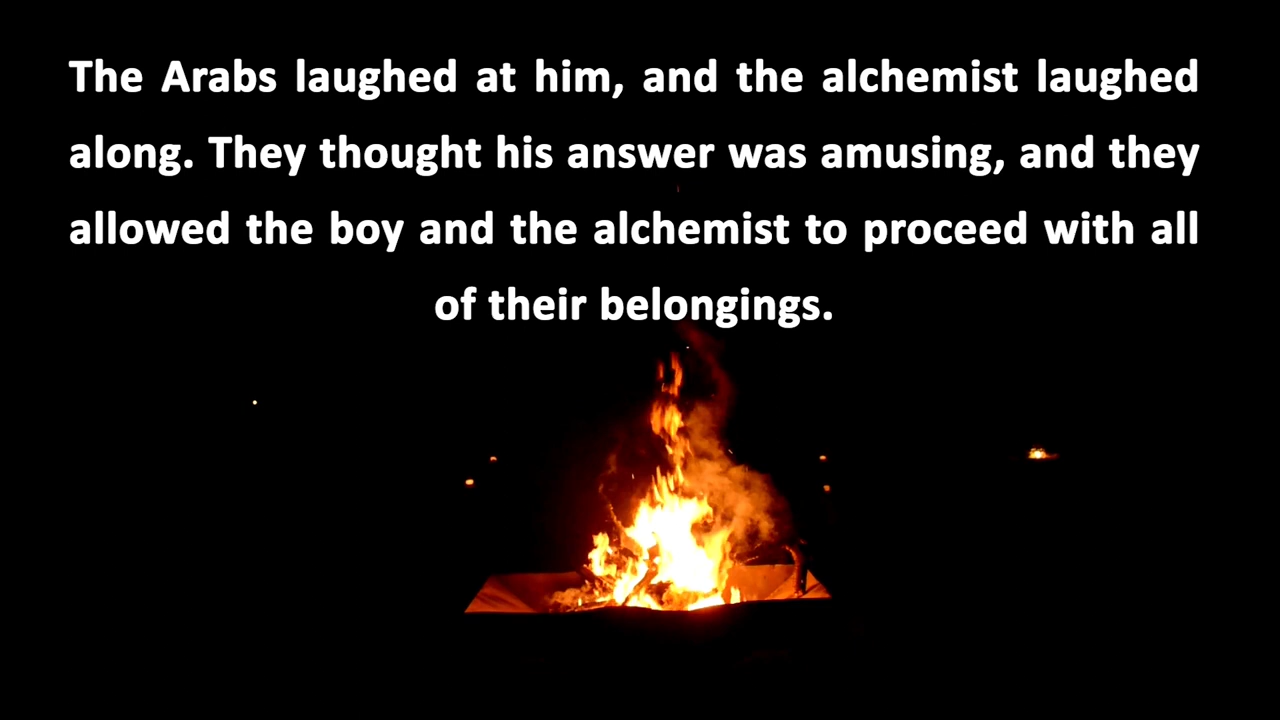 The Arabs laughed at him, and the alchemist laughed
along. They thought his answer was amusing, and they
allowed the boy and the alchemist to proceed with all
of their belongings.